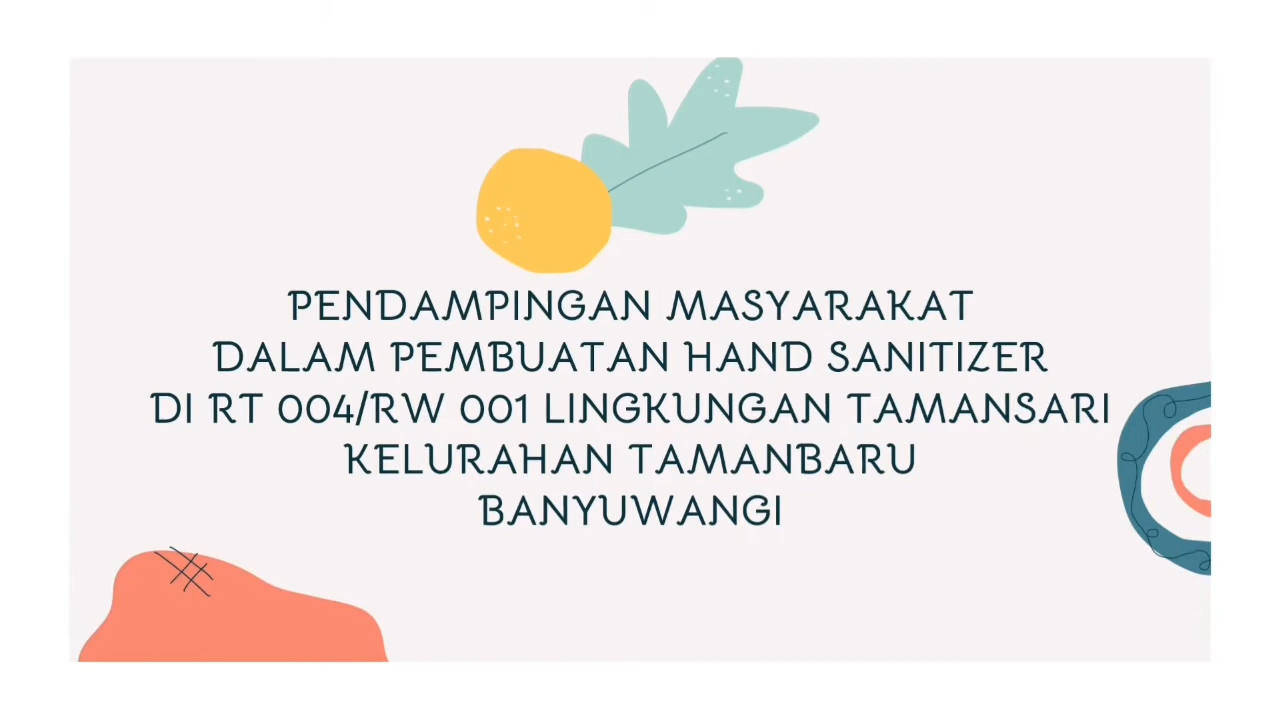 PENDAMPINGAN MASYARAKAT
DALAM PEMBUATAN HAND SANITIZER
DI RT 004/RW 001 LINGKUNGAN TAMANSARI
KELURAHAN TAMANBARU
BANYUWANGI